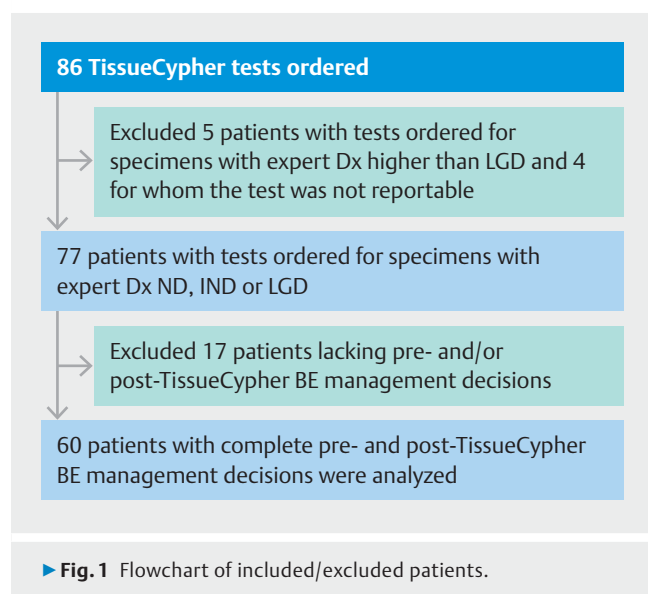 86 TissueCypher tests ordered
Excluded 5 patients with tests ordered for
specimens with expert Dx higher than LGD and 4
for whom the test was not reportable
77 patients with tests ordered for specimens with
expert Dx ND, IND or LGD
Excluded 17 patients lacking pre- and/or
post-TissueCypher BE management decisions
60 patients with complete pre- and post-TissueCypher
BE management decisions were analyzed
▶ Fig. 1 Flowchart of included/excluded patients.